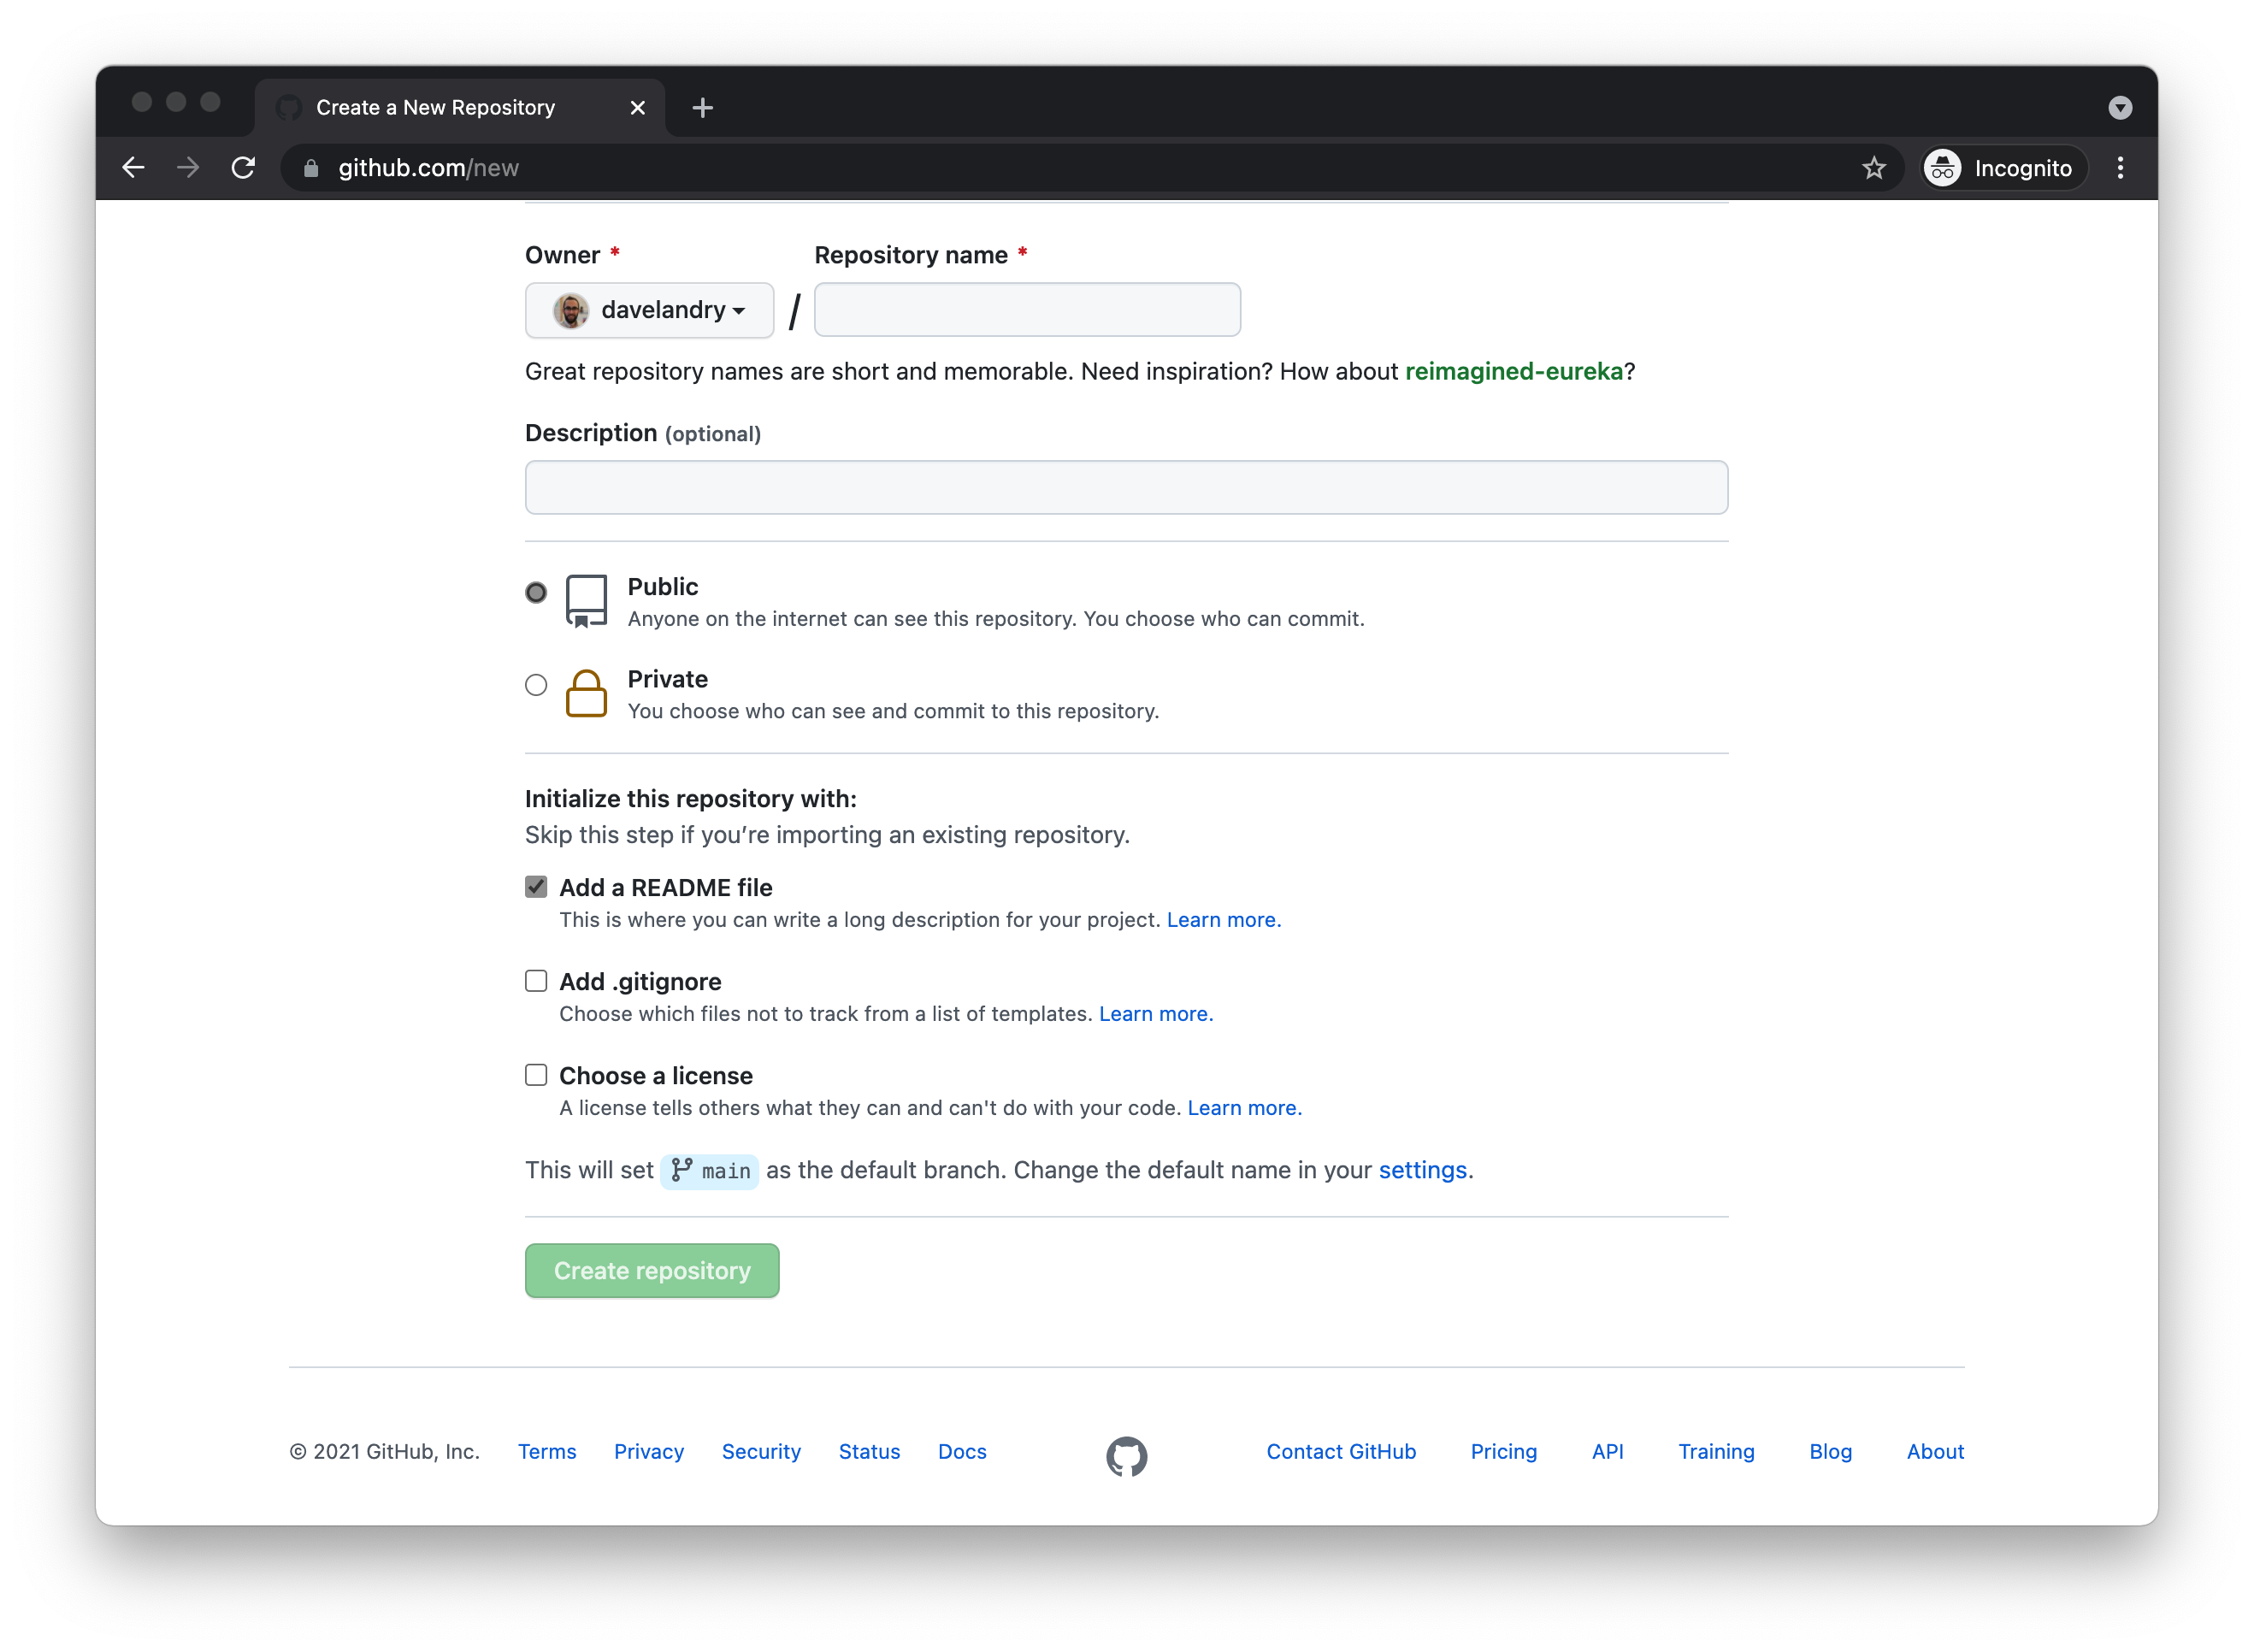 Create a New Repository
github.com/new
Incognito
Owner * Repository name *
davelandry / 
Great repository names are short and memorable. Need inspiration? How about reimagined-eureka?
Description (optional)
Public
Anyone on the internet can see this repository. You choose who can commit.
Private
You choose who can see and commit to this repository.
Initialize this repository with:
Skip this step if you’re importing an existing repository.
Add a README file
This is where you can write a long description for your project. Learn more.
Add .gitignore
Choose which files not to track from a list of templates. Learn more.
Choose a license
A license tells others what they can and can't do with your code. Learn more.
This will set main as the default branch. Change the default name in your settings.
Create repository
© 2021 GitHub, Inc. Terms Privacy Security Status Docs Contact GitHub Pricing API Training Blog About